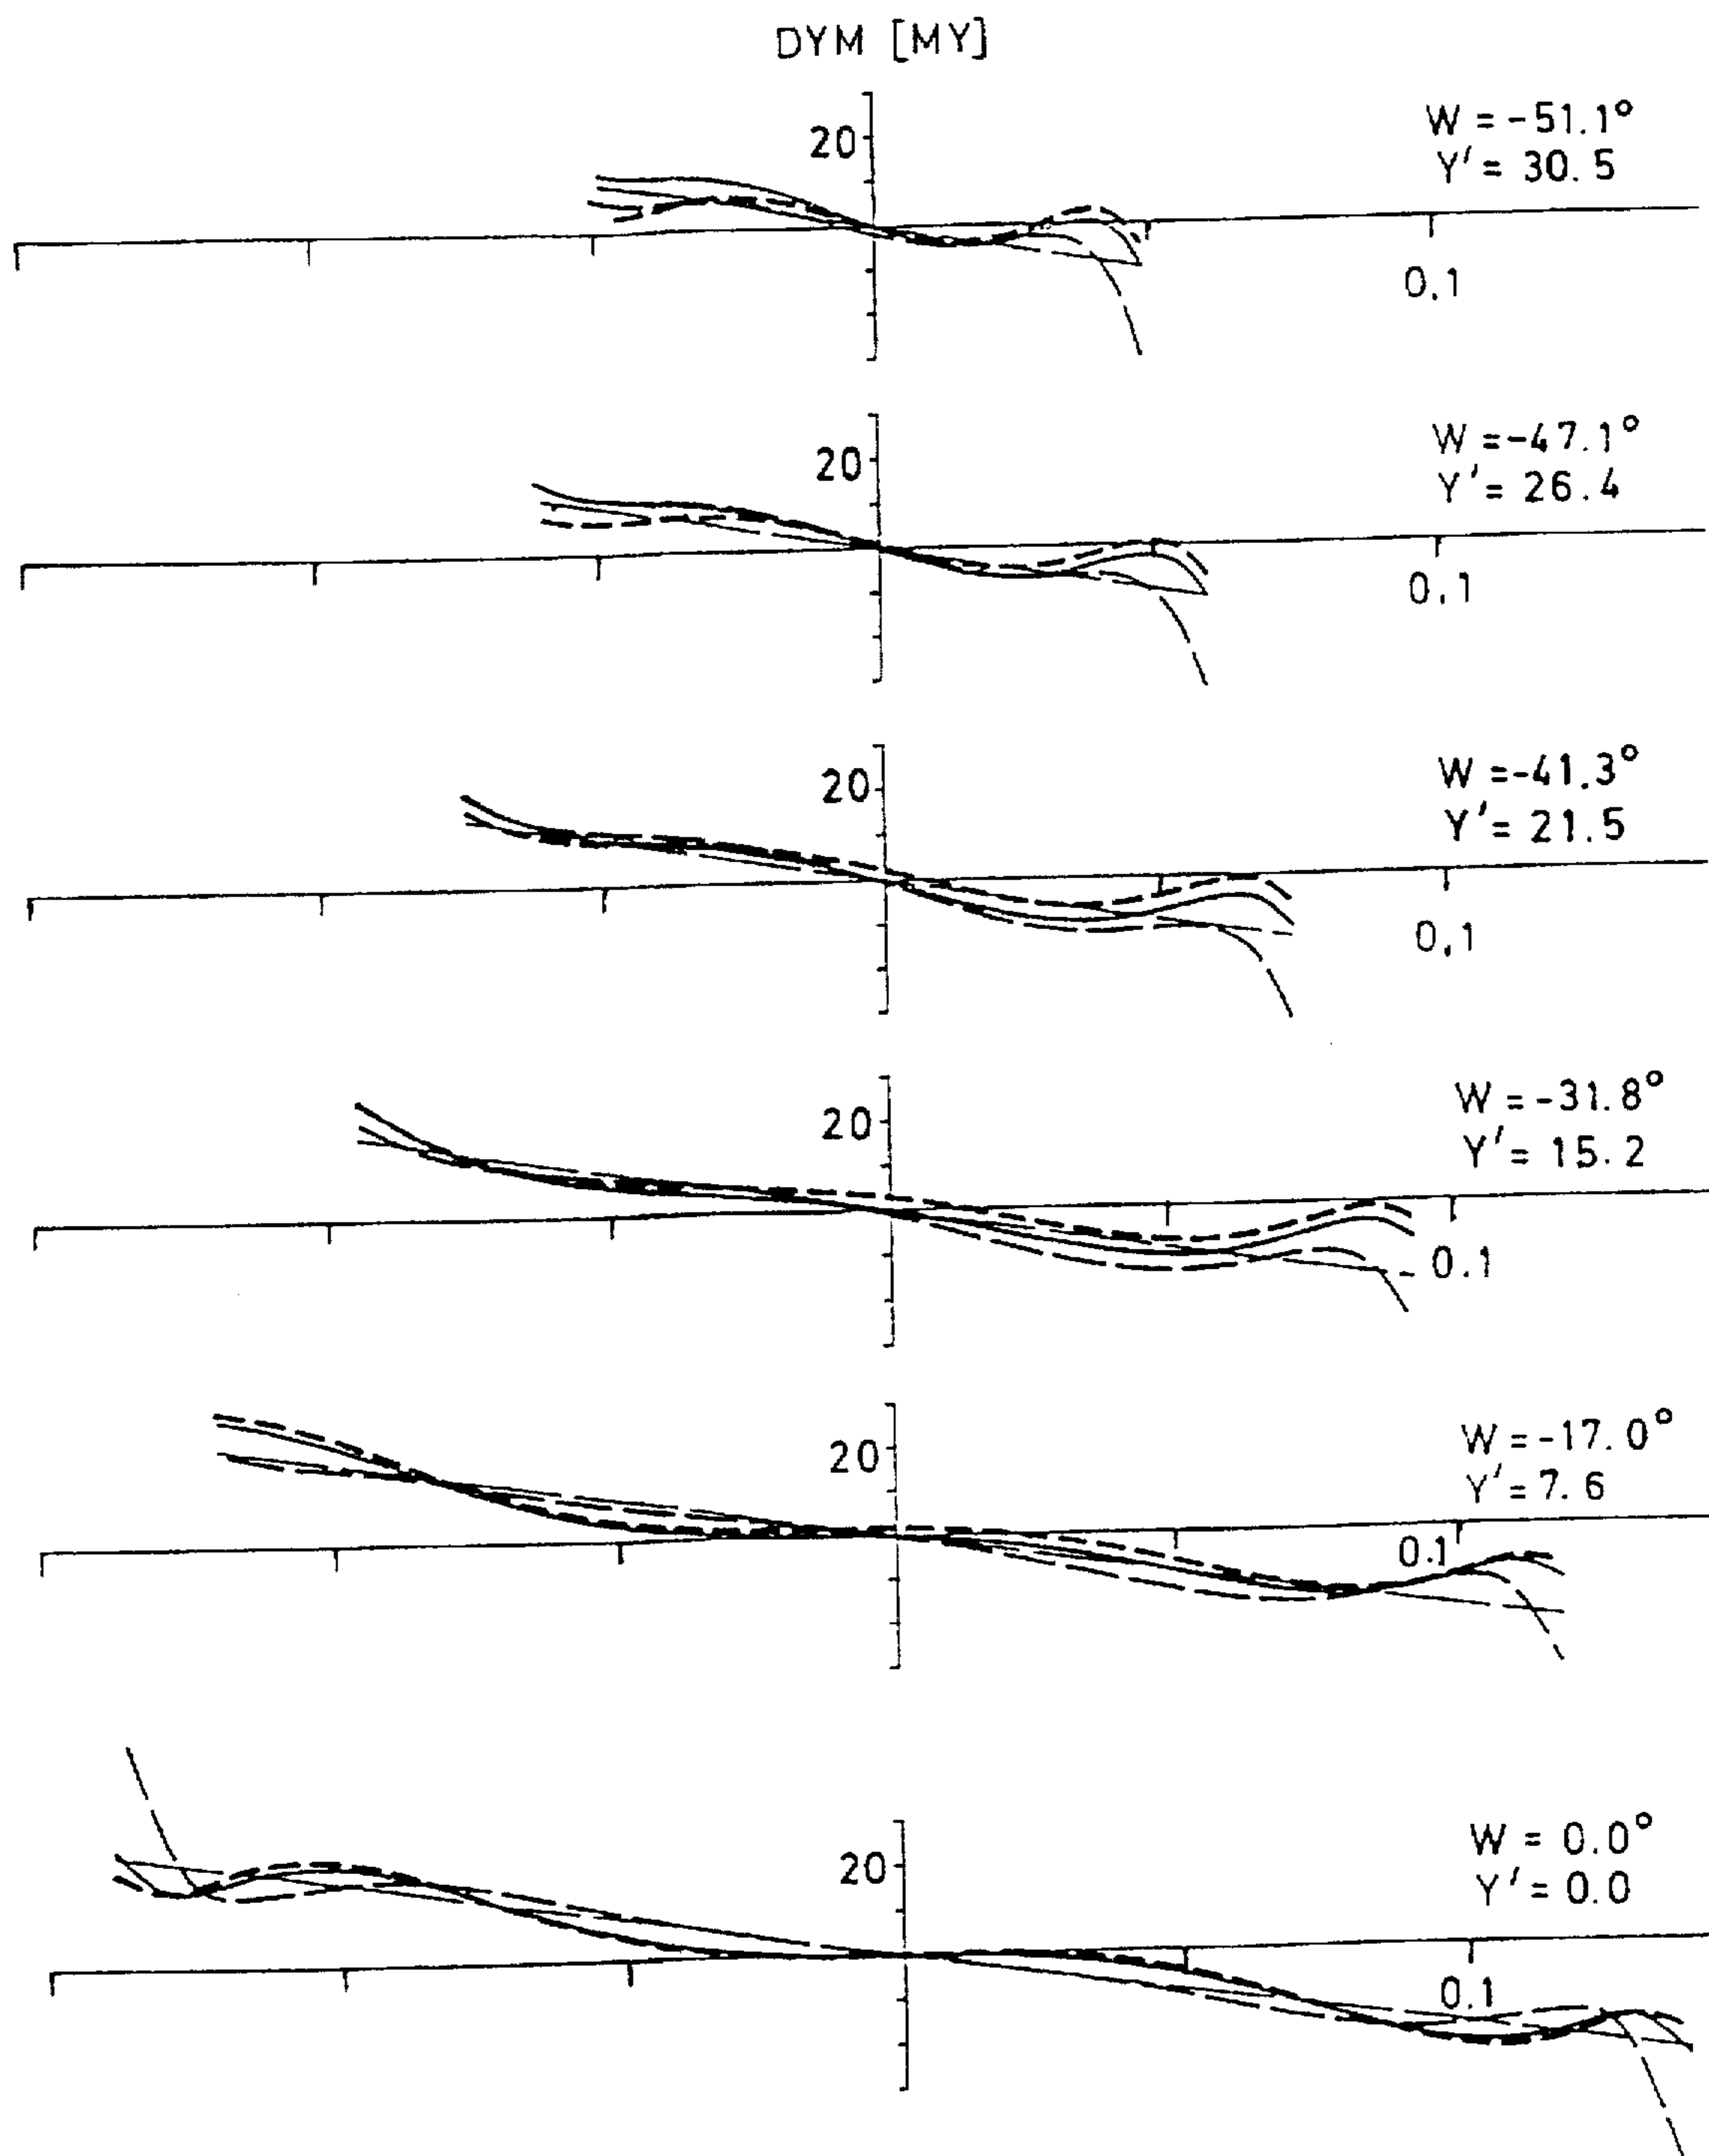 DYM [MY]
20
W = -51.1°
Y' = 30.5
0.1
20
W = -47.1°
Y' = 26.4
0.1
20
W = -41.3°
Y' = 21.5
0.1
20
W = -31.8°
Y' = 15.2
0.1
20
W = -17.0°
Y' = 7.6
0.1
20
W = 0.0°
Y' = 0.0
0.1